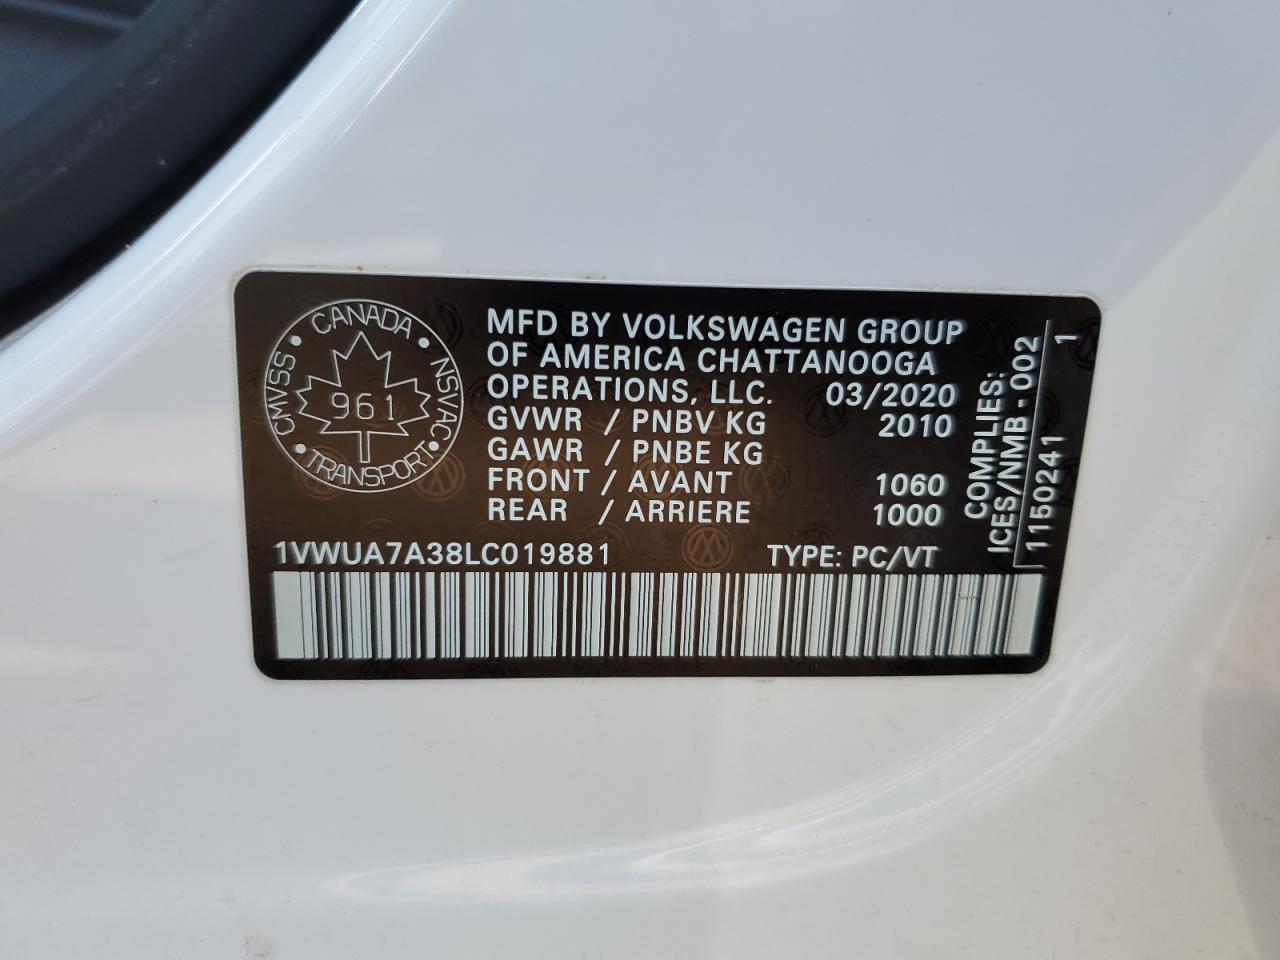 CANADA
CMVSS · NSVAC
961
· TRANSPORT ·
MFD BY VOLKSWAGEN GROUP
OF AMERICA CHATTANOOGA
OPERATIONS, LLC. 03/2020
GVWR / PNBV KG 2010
GAWR / PNBE KG
FRONT / AVANT 1060
REAR / ARRIERE 1000
1VWUA7A38LC019881 TYPE: PC/VT
COMPLIES:
ICES/NMB-002
1150241 1